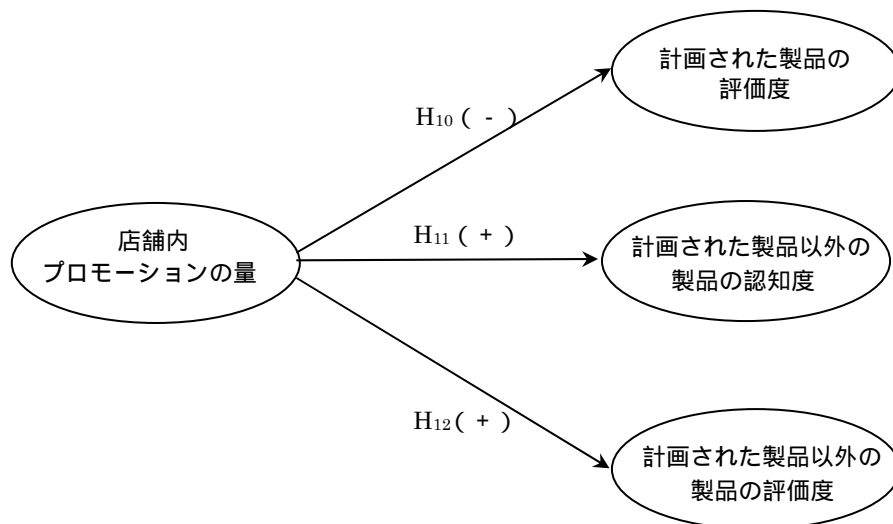 計画された製品の
評価度
H10 ( - )
店舗内
プロモーションの量
H11 ( + )
計画された製品以外の
製品の認知度
H12 ( + )
計画された製品以外の
製品の評価度